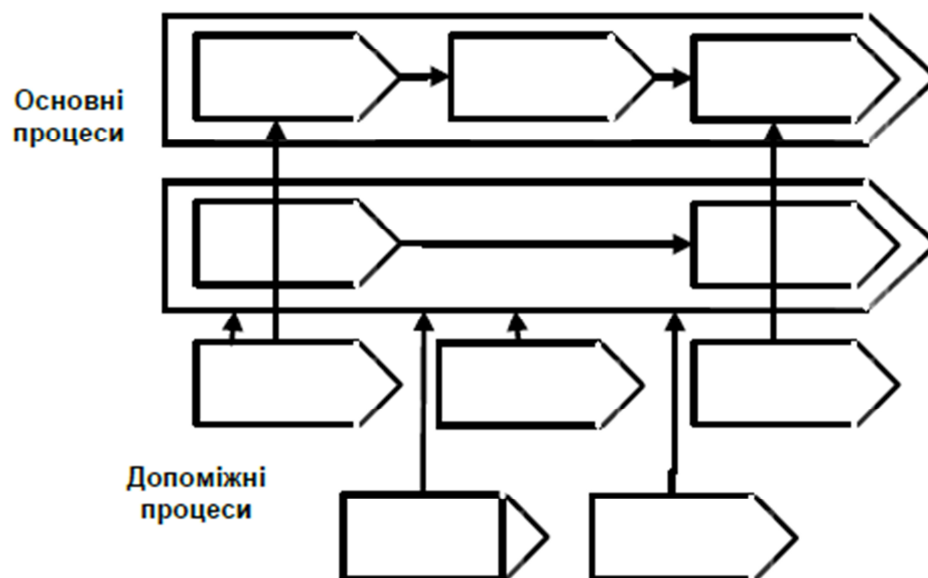 Основні
процеси
Допоміжні
процеси